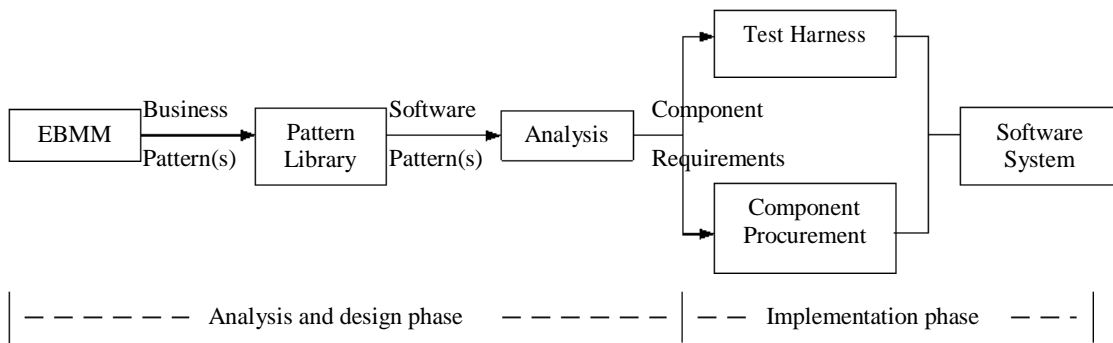 Test Harness
Business
Software
Component
EBMM
Pattern
Library
Analysis
Software
System
Pattern(s)
Pattern(s)
Requirements
Component
Procurement
Analysis and design phase
Implementation phase